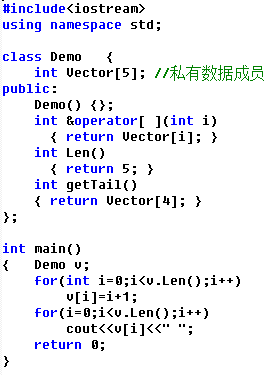 #include<iostream>
using namespace std;
class Demo   {
    int Vector[5]; //私有数据成员
public:
    Demo() {};
    int &operator[ ](int i)
      { return Vector[i]; }
    int Len()
      { return 5; }
    int getTail()
    { return Vector[4]; }
};
int main()
{   Demo v;
    for(int i=0;i<v.Len();i++)
        v[i]=i+1;
    for(i=0;i<v.Len();i++)
        cout<<v[i]<<" ";
    return 0;
}